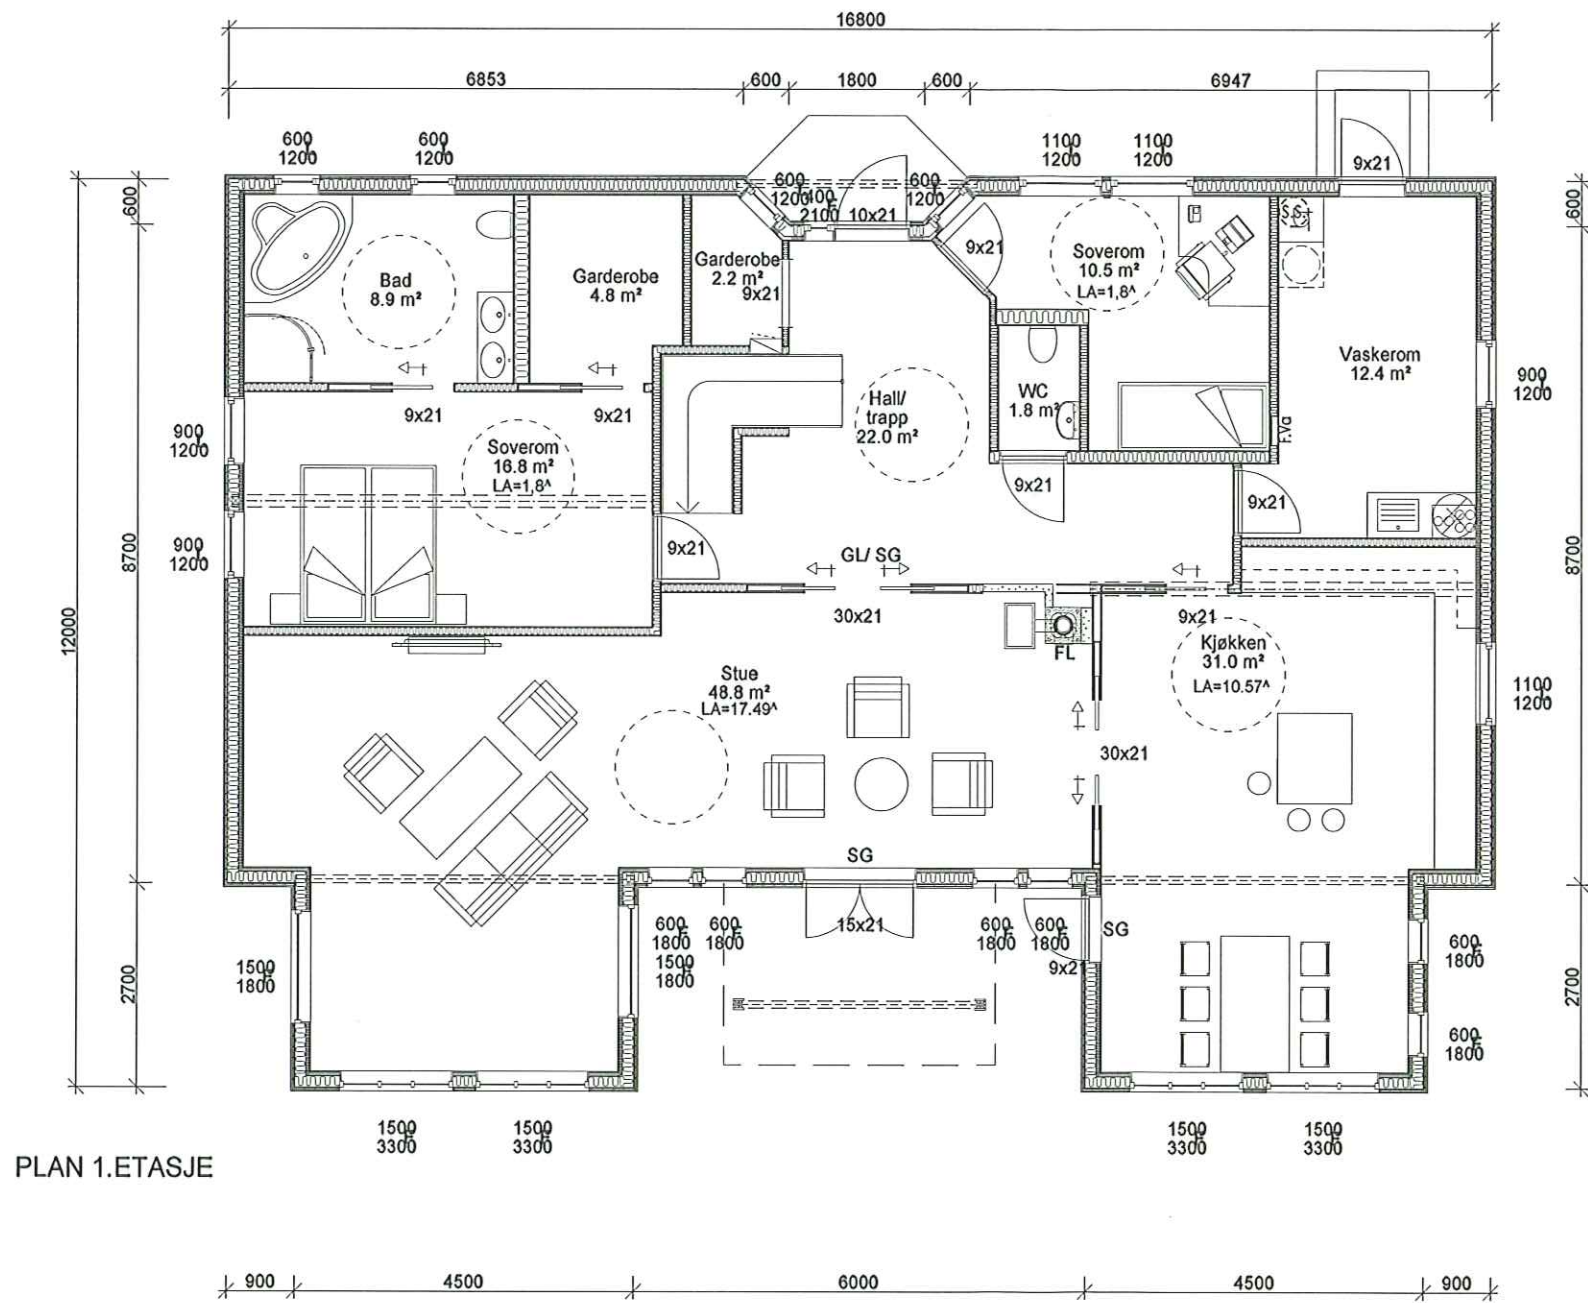 16800
6853
600
1800
600
6947
600
1200
600
1200
1100
1200
1100
1200
9x21
600
8700
12000
2700
600
8700
2700
600
1200
400
2100
10x21
600
1200
9x21
Bad
8.9 m²
Garderobe
4.8 m²
Garderobe
2.2 m²
9x21
Soverom
10.5 m²
LA=1,8^
Vaskerom
12.4 m²
900
1200
9x21
9x21
Hall/
trapp
22.0 m²
WC
1.8 m²
F.Va
900
1200
Soverom
16.8 m²
LA=1,8^
9x21
9x21
900
1200
9x21
GL/ SG
30x21
9x21
FL
Kjøkken
31.0 m²
LA=10.57^
Stue
48.8 m²
LA=17.49^
1100
1200
30x21
SG
600
1800
600
1800
1500
1800
15x21
600
1800
600
1800
SG
9x21
600
1800
1500
1800
600
1800
1500
3300
1500
3300
1500
3300
1500
3300
PLAN 1.ETASJE
900
4500
6000
4500
900